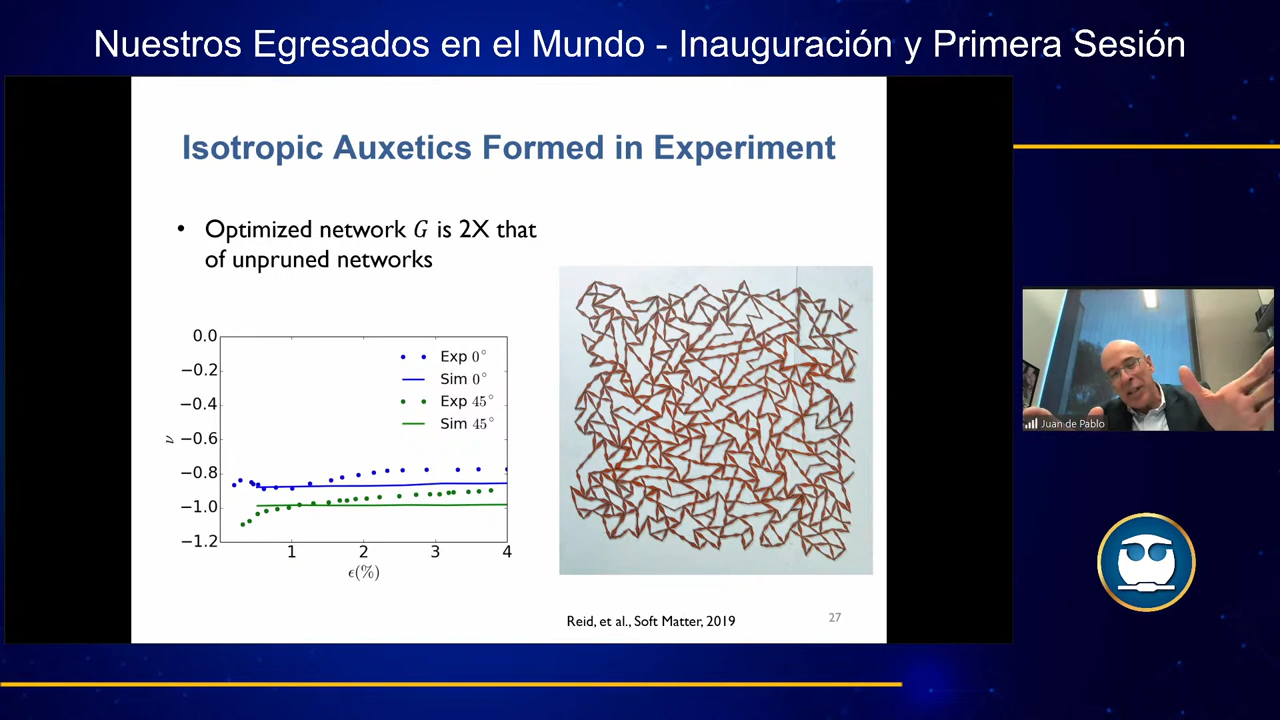 Nuestros Egresados en el Mundo - Inauguración y Primera Sesión
Isotropic Auxetics Formed in Experiment
• Optimized network G is 2X that
of unpruned networks
0.0
−0.2
−0.4
−0.6
−0.8
−1.0
−1.2
ν
Exp 0°
Sim 0°
Exp 45°
Sim 45°
1 2 3 4
ϵ(%)
Reid, et al., Soft Matter, 2019
27
Juan de Pablo